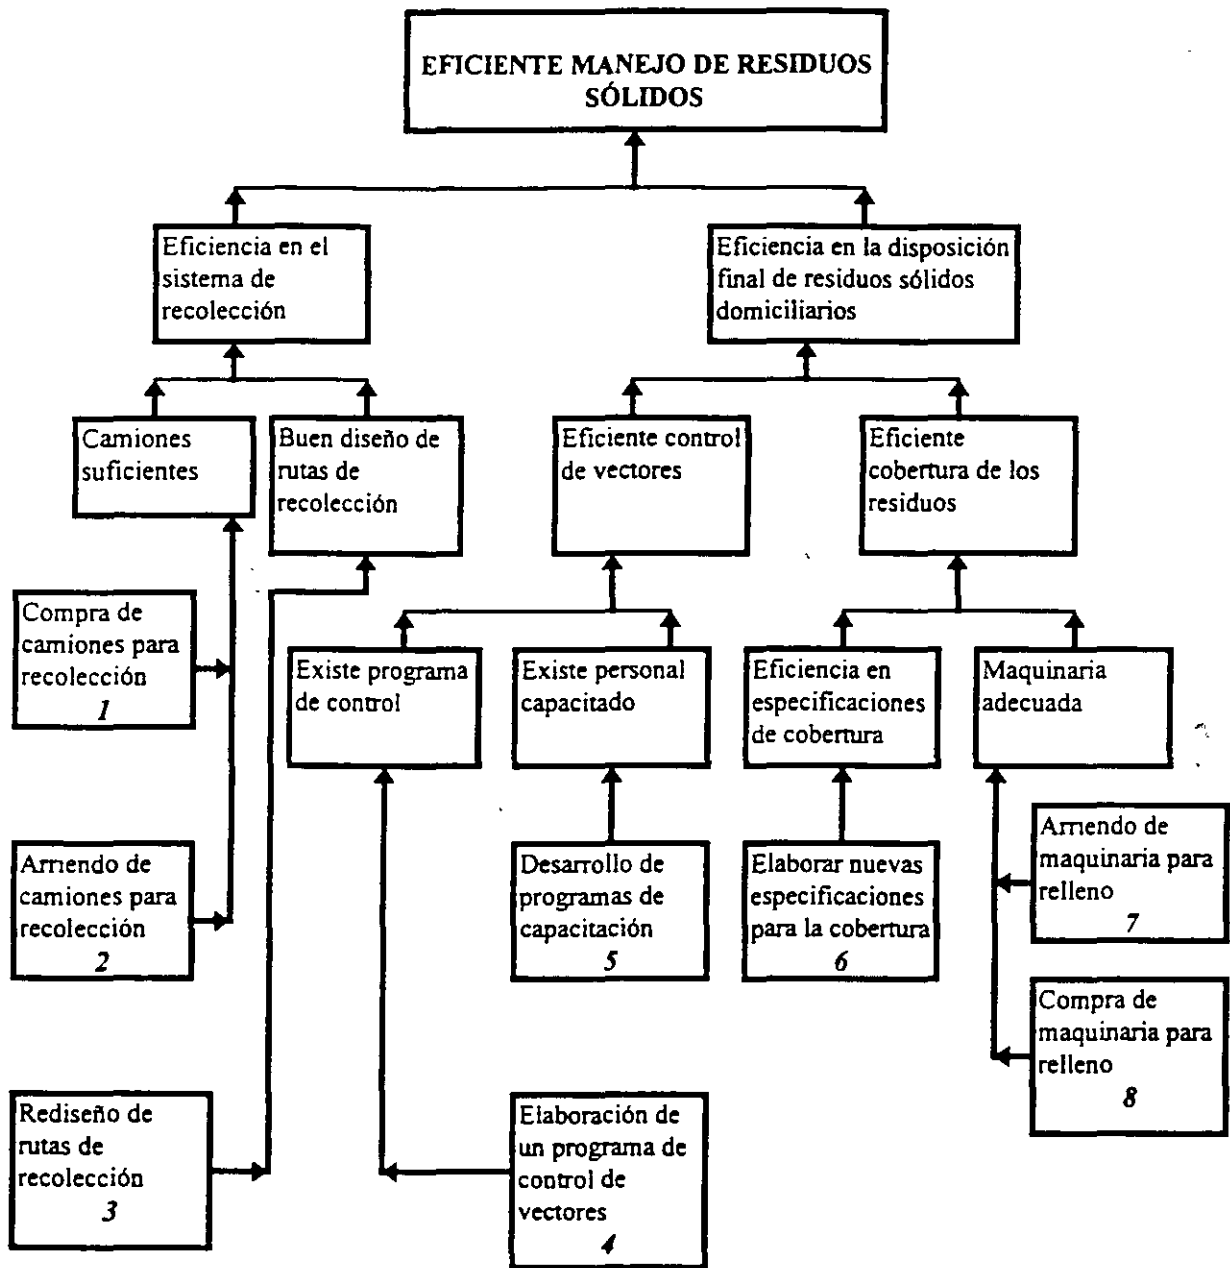 EFICIENTE MANEJO DE RESIDUOS
SÓLIDOS
Eficiencia en el
sistema de
recolección
Eficiencia en la disposición
final de residuos sólidos
domiciliarios
Camiones
suficientes
Buen diseño de
rutas de
recolección
Eficiente control
de vectores
Eficiente
cobertura de los
residuos
Compra de
camiones para
recolección
1
Existe programa
de control
Existe personal
capacitado
Eficiencia en
especificaciones
de cobertura
Maquinaria
adecuada
Arriendo de
camiones para
recolección
2
Desarrollo de
programas de
capacitación
5
Elaborar nuevas
especificaciones
para la cobertura
6
Arriendo de
maquinaria para
relleno
7
Compra de
maquinaria para
relleno
8
Rediseño de
rutas de
recolección
3
Elaboración de
un programa de
control de
vectores
4